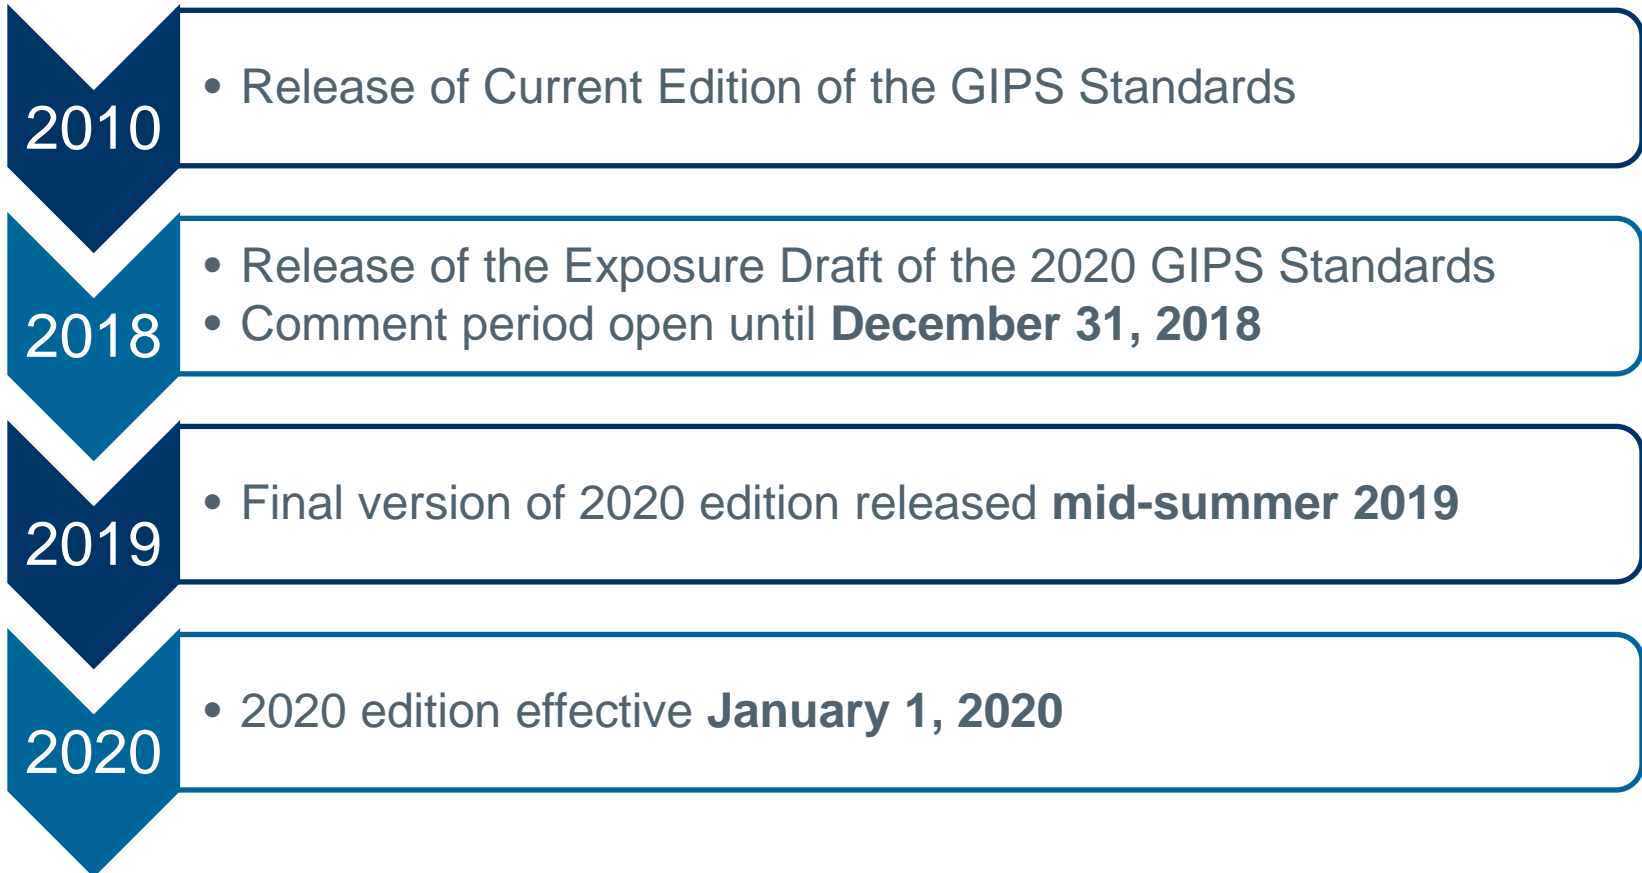 2010
• Release of Current Edition of the GIPS Standards
2018
• Release of the Exposure Draft of the 2020 GIPS Standards
• Comment period open until December 31, 2018
2019
• Final version of 2020 edition released mid-summer 2019
2020
• 2020 edition effective January 1, 2020